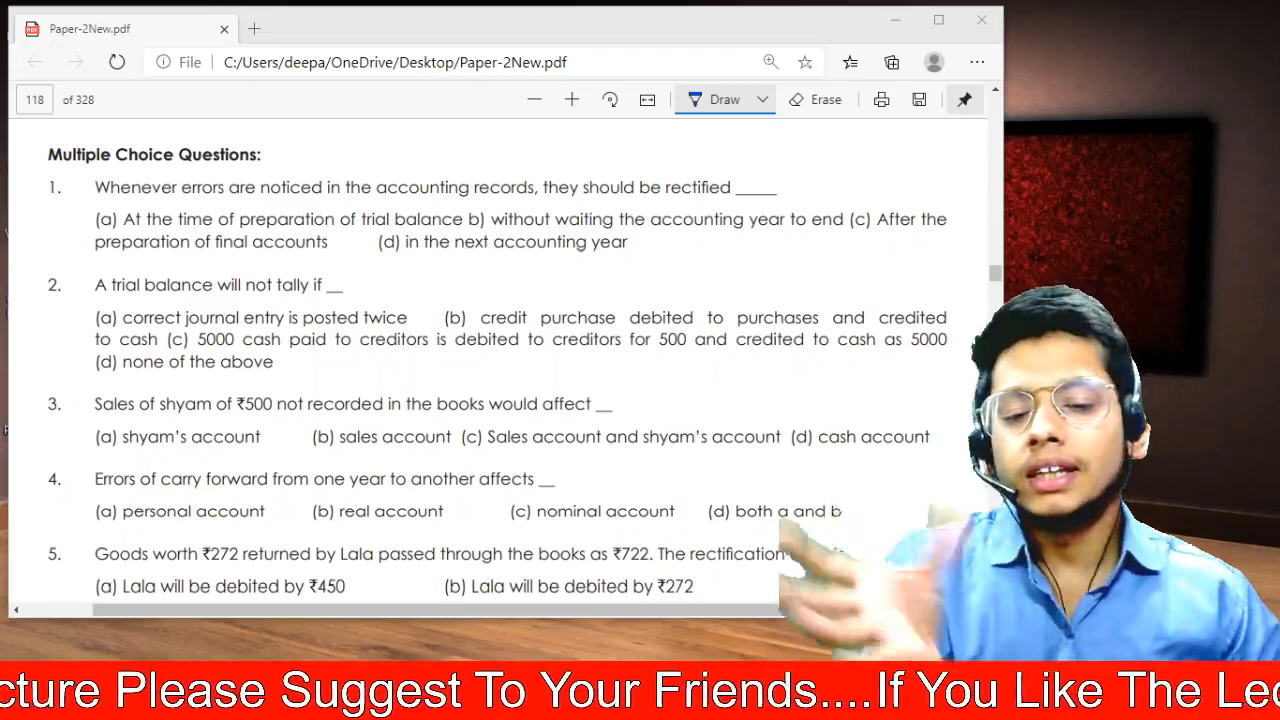 Paper-2New.pdf
File C:/Users/deepa/OneDrive/Desktop/Paper-2New.pdf
118 of 328 Draw Erase
Multiple Choice Questions:
1. Whenever errors are noticed in the accounting records, they should be rectified _____
(a) At the time of preparation of trial balance b) without waiting the accounting year to end (c) After the
preparation of final accounts (d) in the next accounting year
2. A trial balance will not tally if __
(a) correct journal entry is posted twice (b) credit purchase debited to purchases and credited
to cash (c) 5000 cash paid to creditors is debited to creditors for 500 and credited to cash as 5000
(d) none of the above
3. Sales of shyam of ₹500 not recorded in the books would affect __
(a) shyam's account (b) sales account (c) Sales account and shyam's account (d) cash account
4. Errors of carry forward from one year to another affects __
(a) personal account (b) real account (c) nominal account (d) both a and b
5. Goods worth ₹272 returned by Lala passed through the books as ₹722. The rectification
(a) Lala will be debited by ₹450 (b) Lala will be debited by ₹272
cture Please Suggest To Your Friends....If You Like The Lec